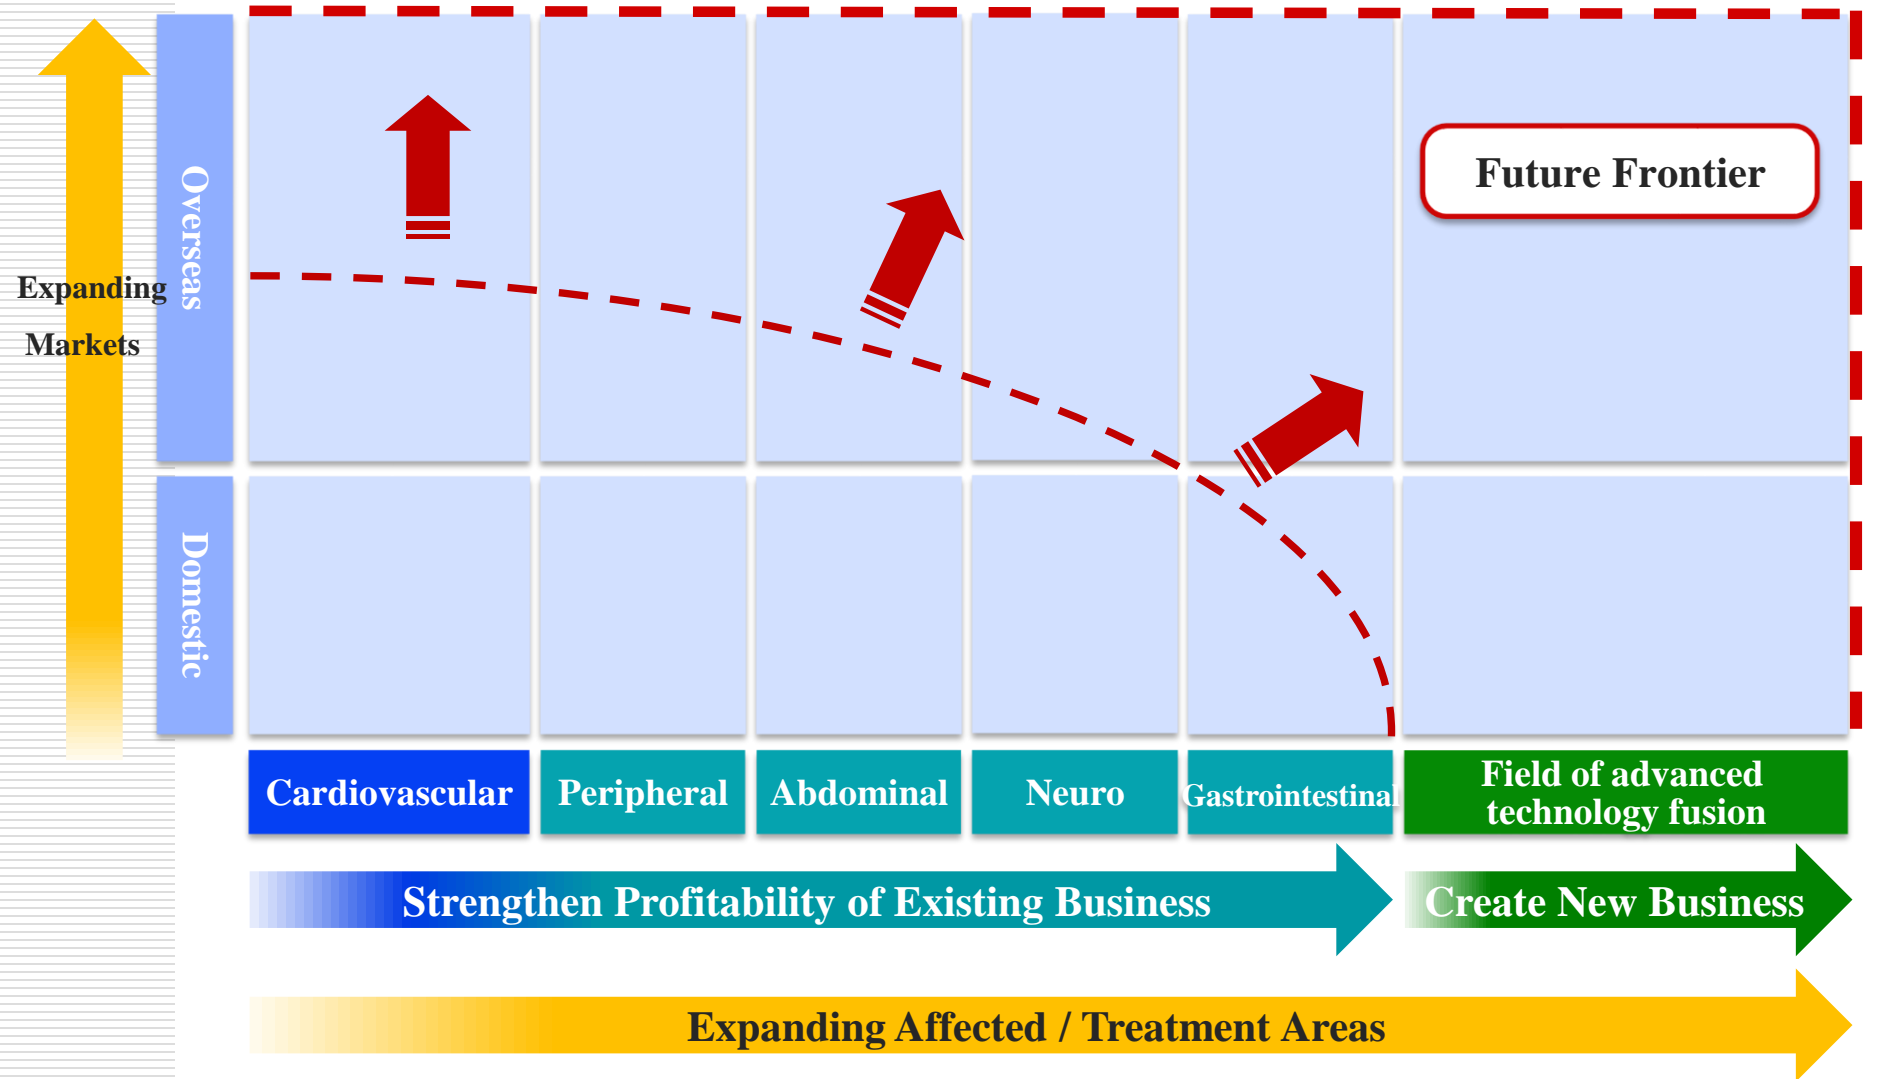 Overseas
Future Frontier
Expanding
Markets
Domestic
Cardiovascular
Peripheral
Abdominal
Neuro
Gastrointestinal
Field of advanced
technology fusion
Strengthen Profitability of Existing Business
Create New Business
Expanding Affected / Treatment Areas